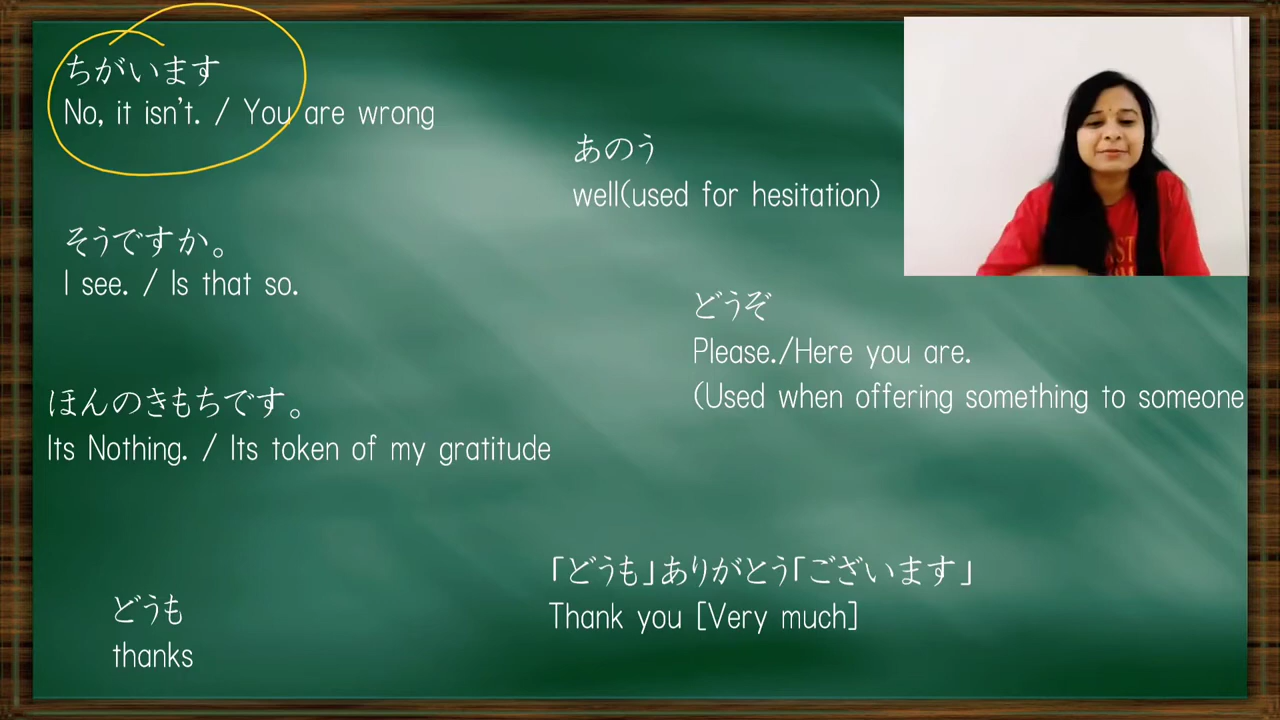 ちがいます
No, it isn't. / You are wrong
あのう
well(used for hesitation)
そうですか。
I see. / Is that so.
どうぞ
Please./Here you are.
(Used when offering something to someone
ほんのきもちです。
Its Nothing. / Its token of my gratitude
「どうも」ありがとう「ございます」
Thank you [Very much]
どうも
thanks